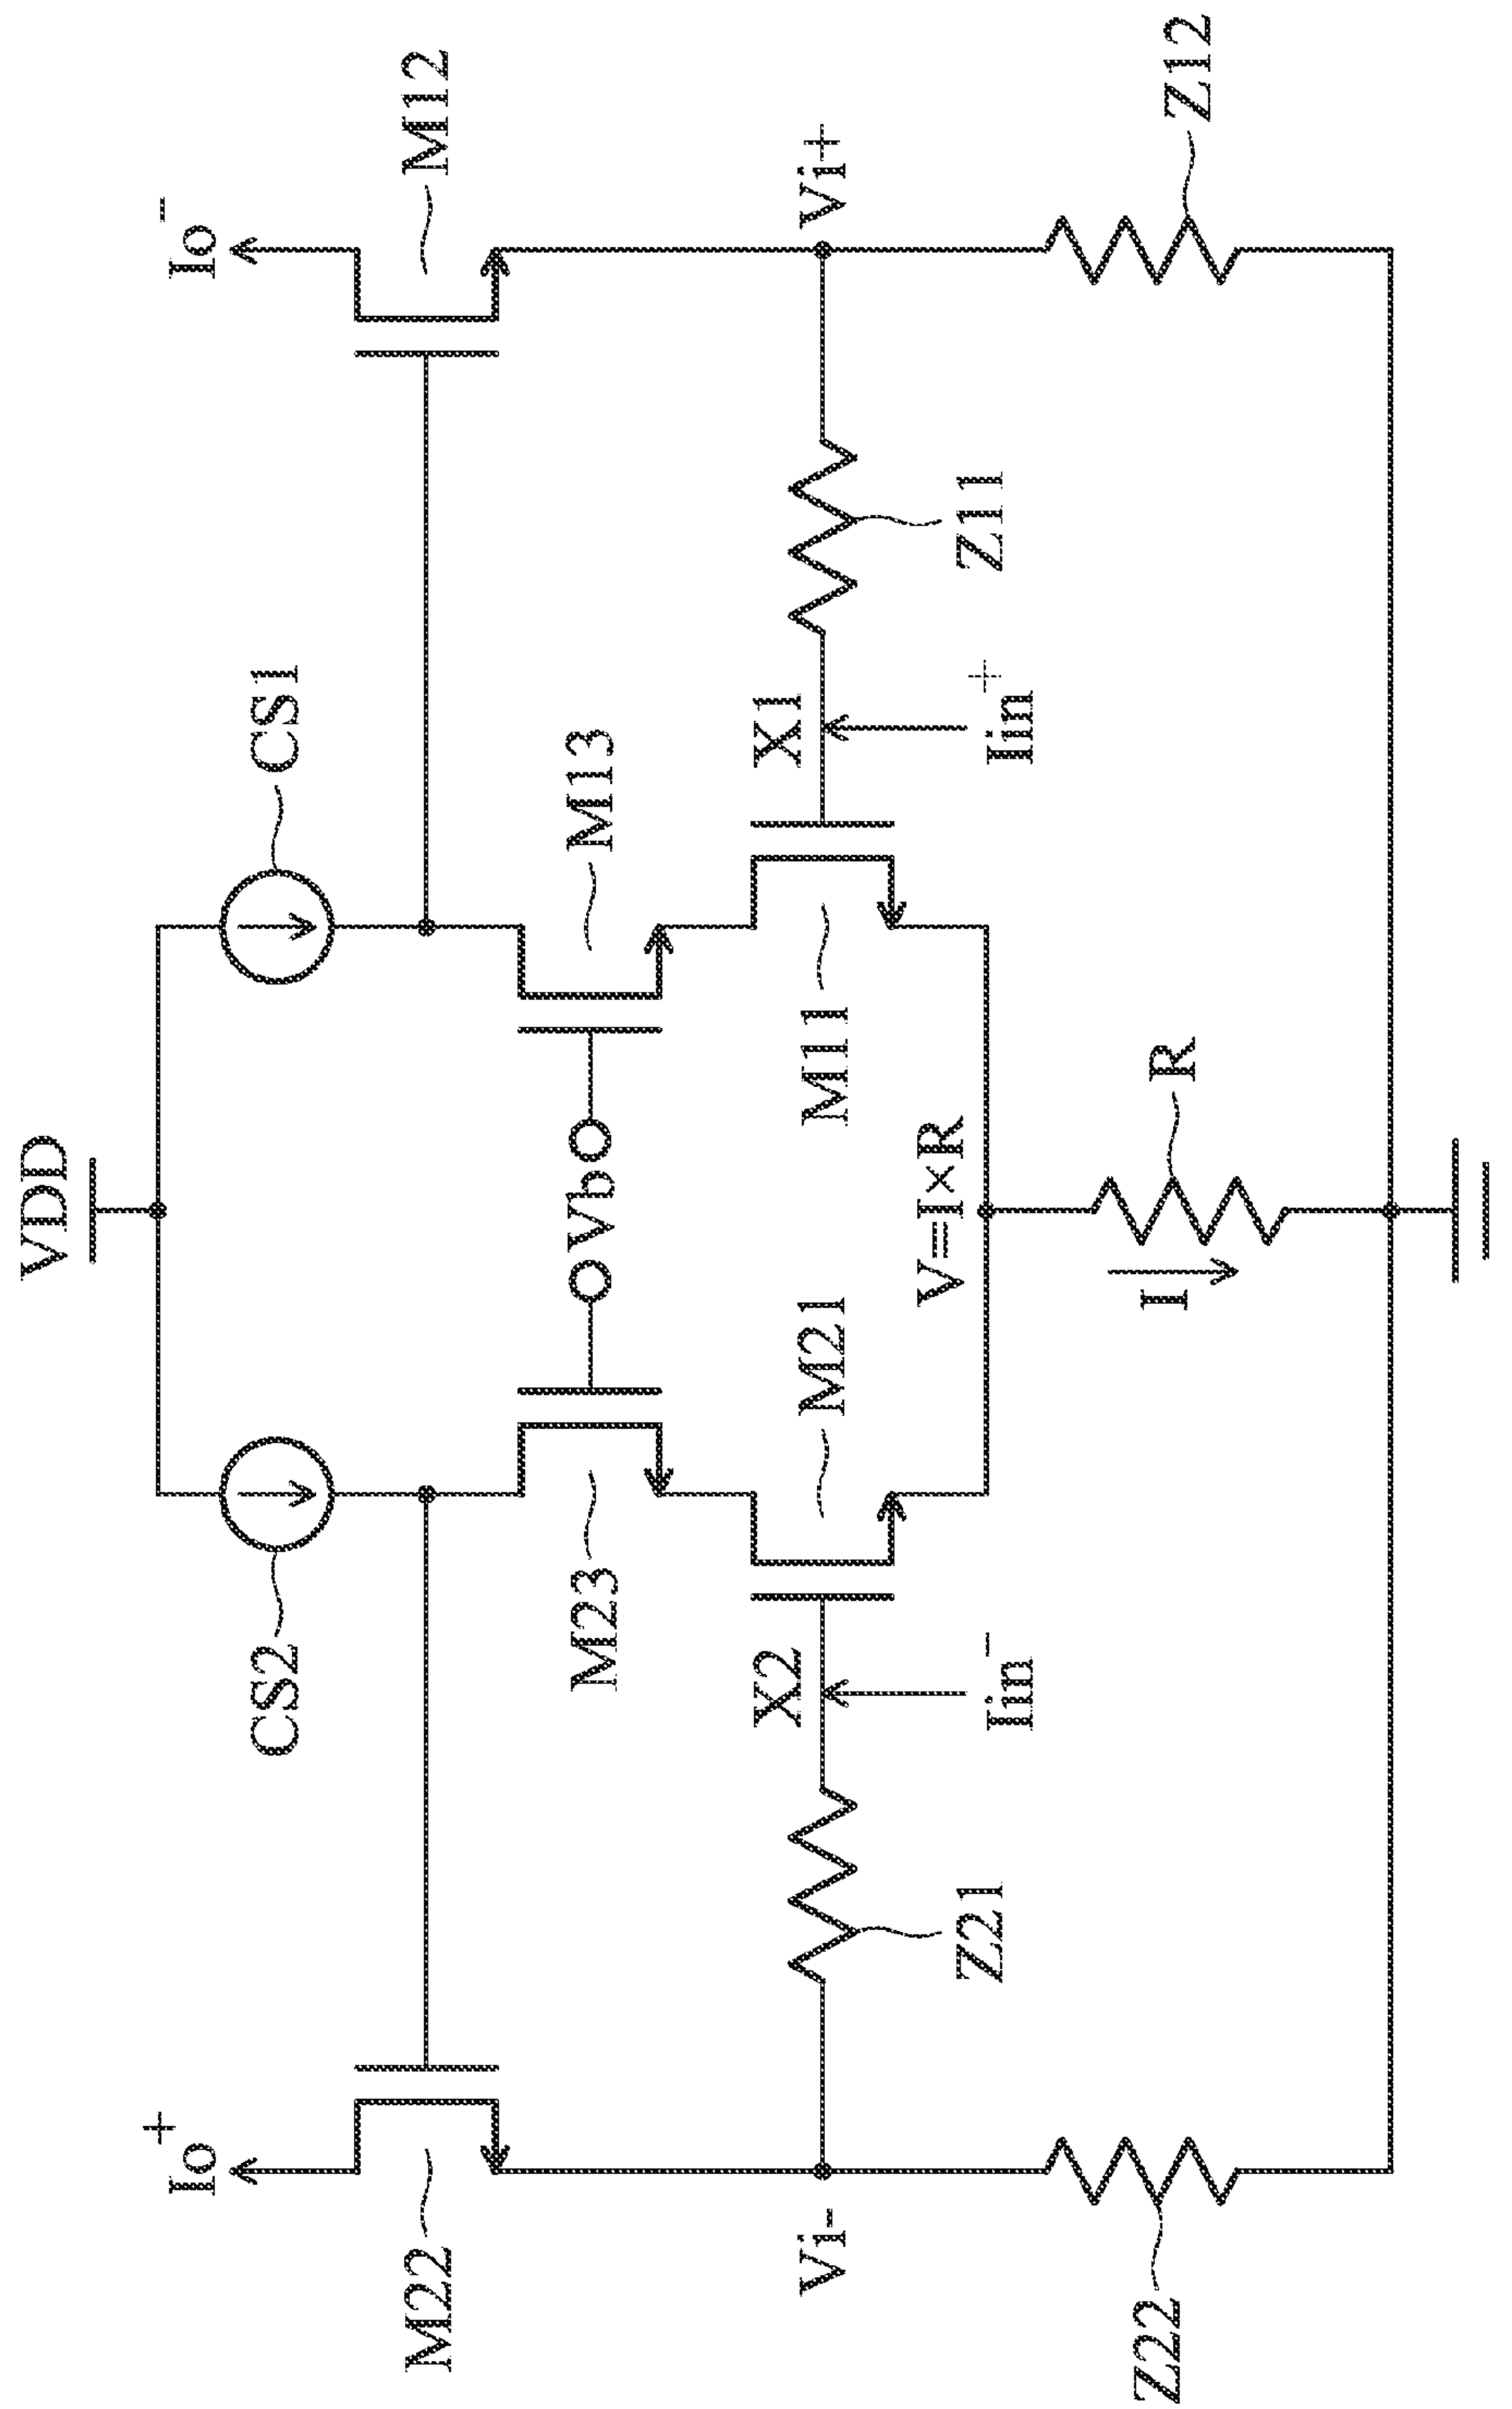 VDD
CS2
CS1
Io+
Io-
M22
M12
M23
Vb
M13
Vi-
Z21
X2
Iin-
M21
M11
X1
Iin+
Z11
Vi+
V=I×R
Z22
I
R
Z12